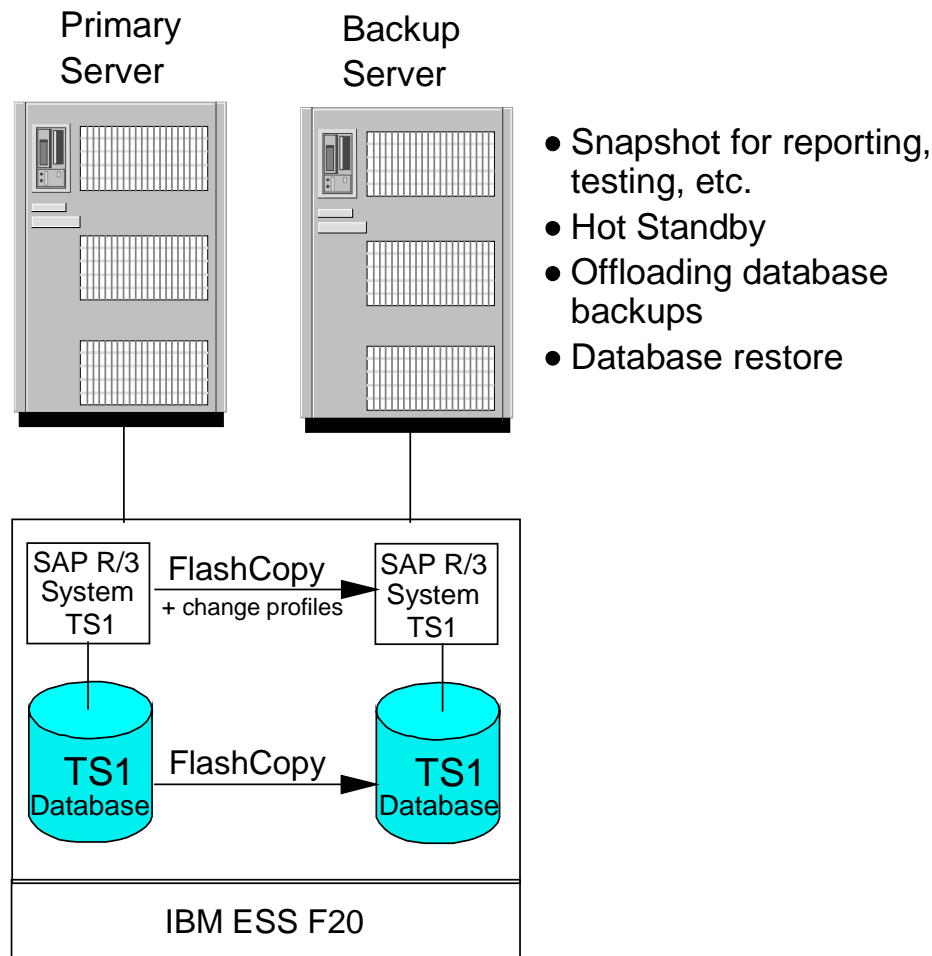 Primary
Server
Backup
Server
● Snapshot for reporting,
testing, etc.
● Hot Standby
● Offloading database
backups
● Database restore
SAP R/3
System
TS1
FlashCopy
+ change profiles
SAP R/3
System
TS1
TS1
Database
FlashCopy
TS1
Database
IBM ESS F20